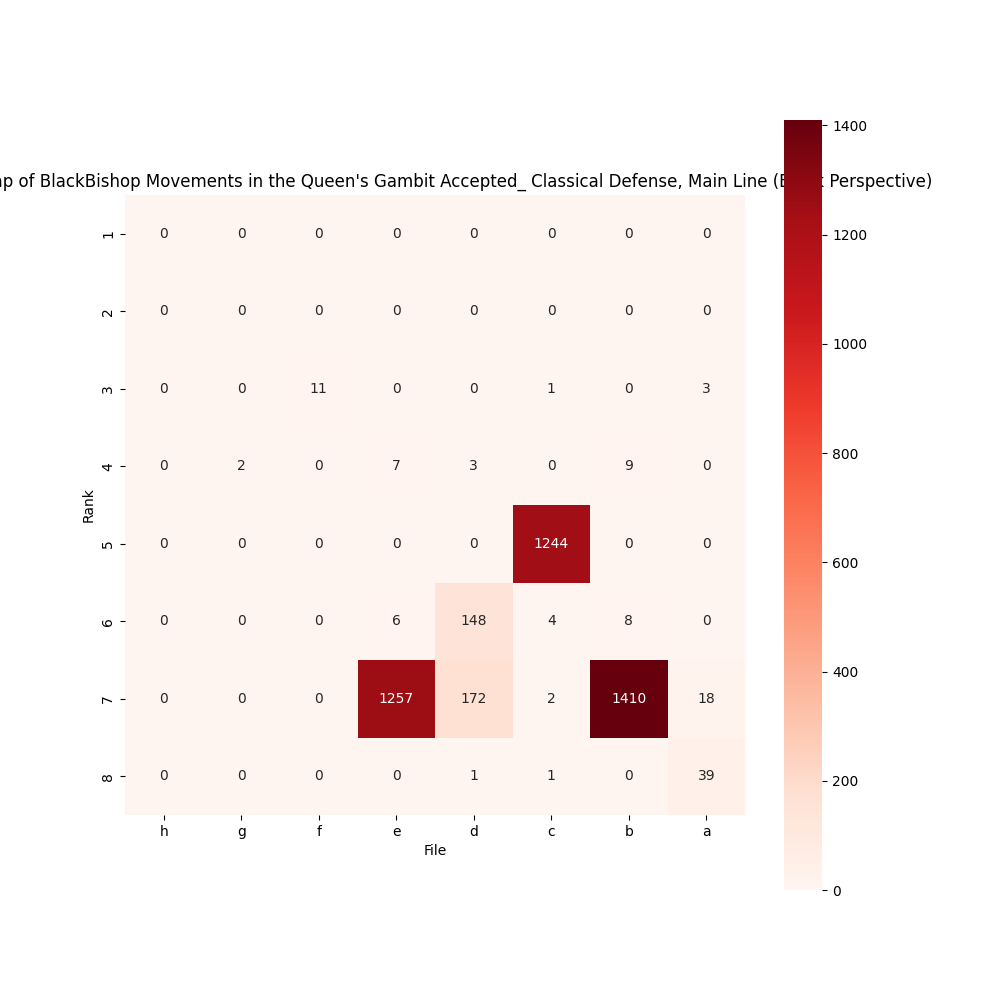 ap of BlackBishop Movements in the Queen's Gambit Accepted_ Classical Defense, Main Line (B k Perspective)
1 0 0 0 0 0 0 0 0
2 0 0 0 0 0 0 0 0
3 0 0 11 0 0 1 0 3
4 0 2 0 7 3 0 9 0
Rank
5 0 0 0 0 0 1244 0 0
6 0 0 0 6 148 4 8 0
7 0 0 0 1257 172 2 1410 18
8 0 0 0 0 1 1 0 39
h g f e d c b a
File
1400
1200
1000
800
600
400
200
0